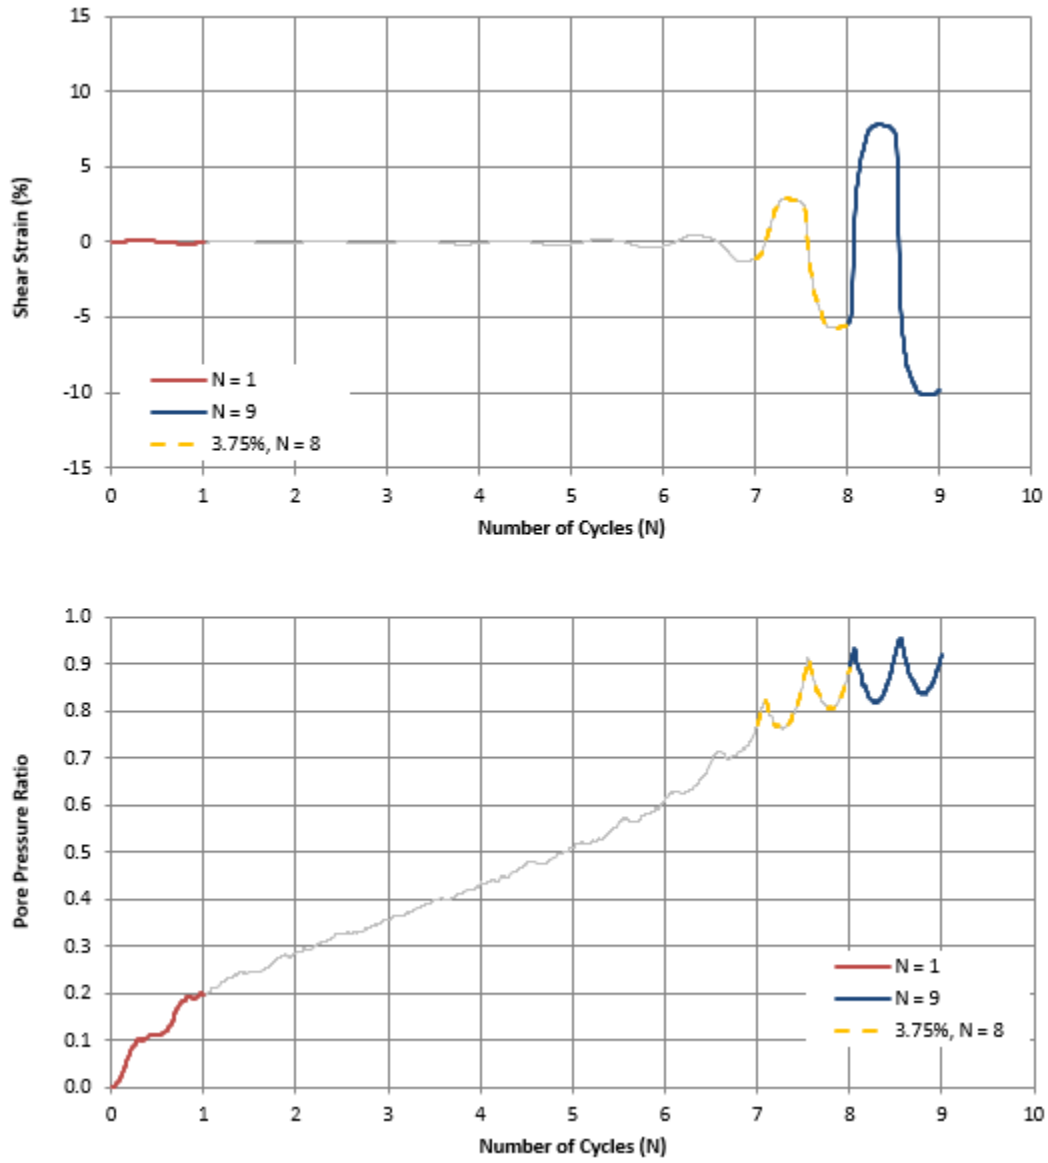 15
10
5
0
-5
-10
-15
Shear Strain (%)
N = 1
N = 9
3.75%, N = 8
0 1 2 3 4 5 6 7 8 9 10
Number of Cycles (N)
1.0
0.9
0.8
0.7
0.6
0.5
0.4
0.3
0.2
0.1
0.0
Pore Pressure Ratio
N = 1
N = 9
3.75%, N = 8
0 1 2 3 4 5 6 7 8 9 10
Number of Cycles (N)